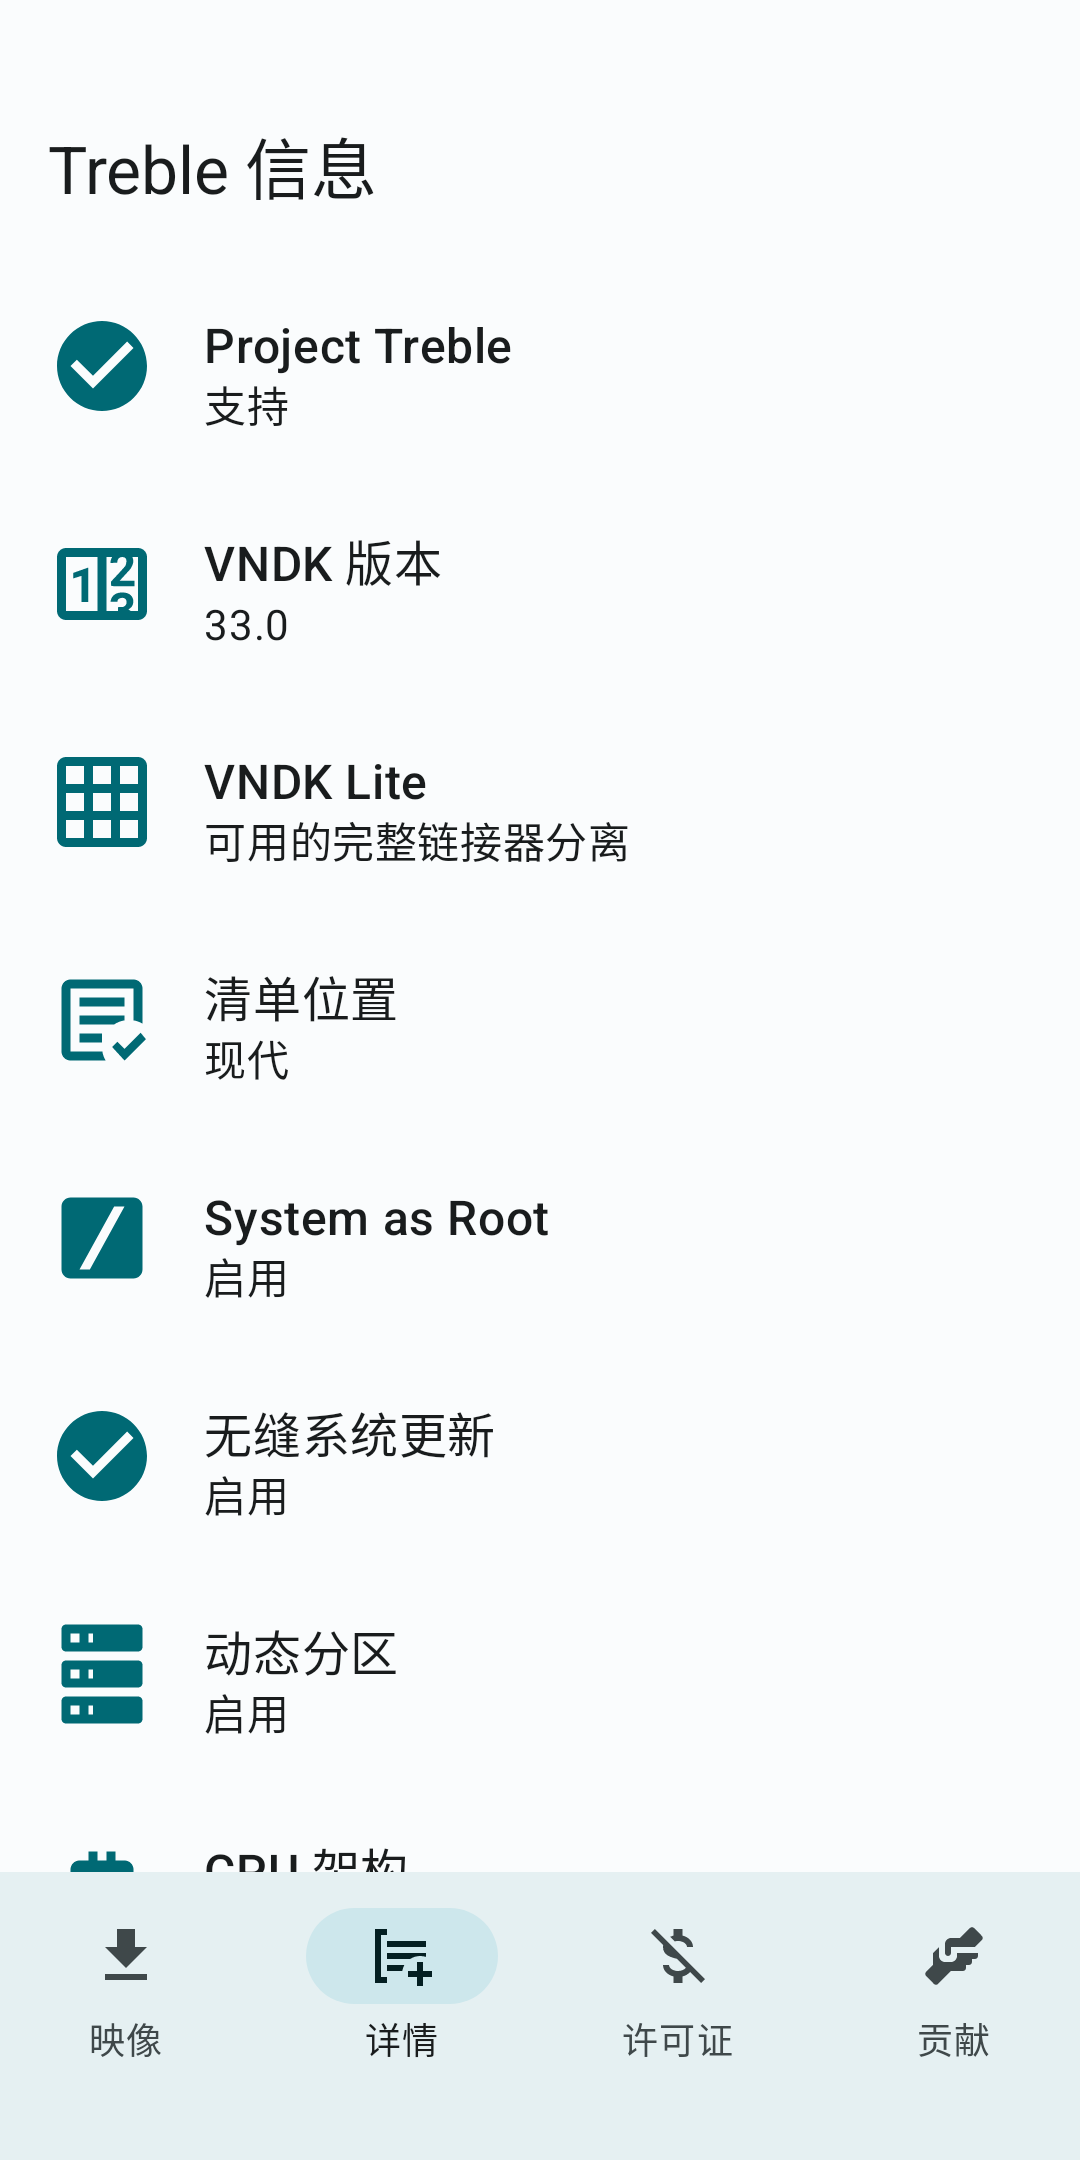 Treble 信息
Project Treble
支持
VNDK 版本
33.0
VNDK Lite
可用的完整链接器分离
清单位置
现代
System as Root
启用
无缝系统更新
启用
动态分区
启用
CPU 架构
映像
详情
许可证
贡献